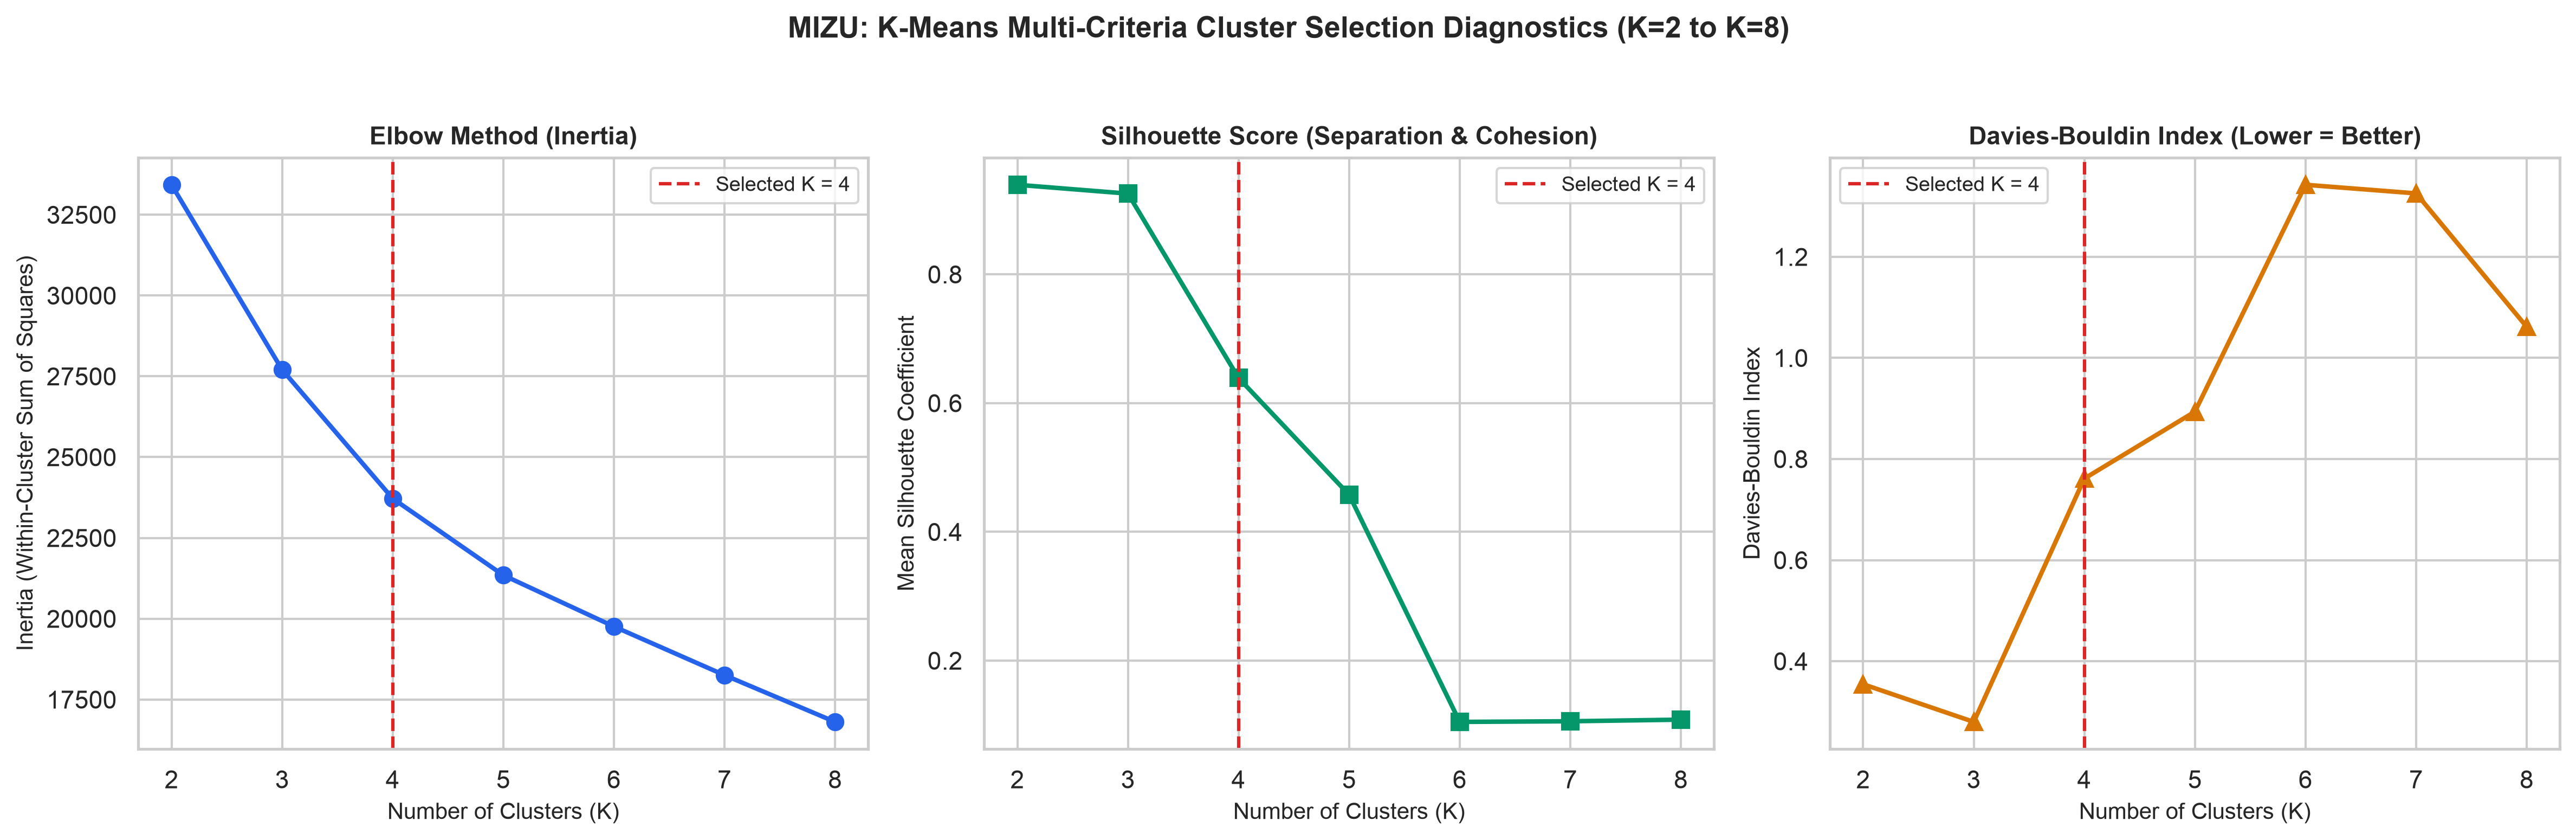 MIZU: K-Means Multi-Criteria Cluster Selection Diagnostics (K=2 to K=8)
Elbow Method (Inertia)
Selected K = 4
Inertia (Within-Cluster Sum of Squares)
32500
30000
27500
25000
22500
20000
17500
2 3 4 5 6 7 8
Number of Clusters (K)
Silhouette Score (Separation & Cohesion)
Selected K = 4
Mean Silhouette Coefficient
0.8
0.6
0.4
0.2
2 3 4 5 6 7 8
Number of Clusters (K)
Davies-Bouldin Index (Lower = Better)
Selected K = 4
Davies-Bouldin Index
1.2
1.0
0.8
0.6
0.4
2 3 4 5 6 7 8
Number of Clusters (K)